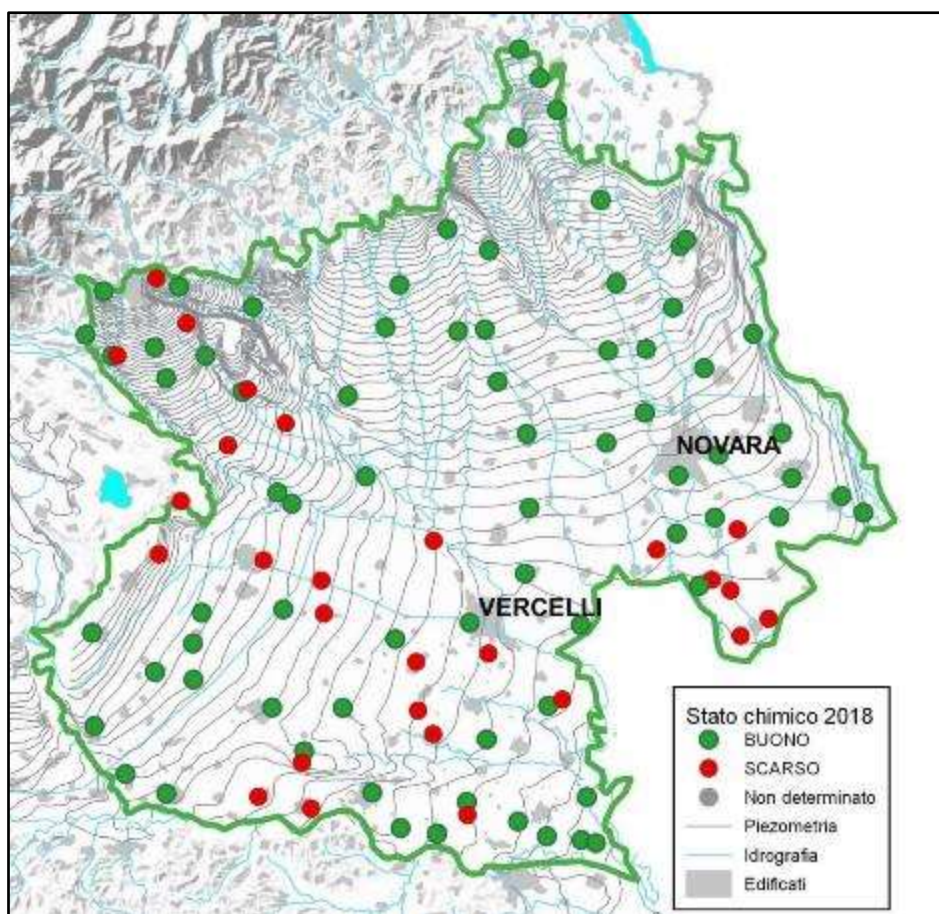 NOVARA
VERCELLI
Stato chimico 2018
BUONO
SCARSO
Non determinato
Piezometria
Idrografia
Edificati